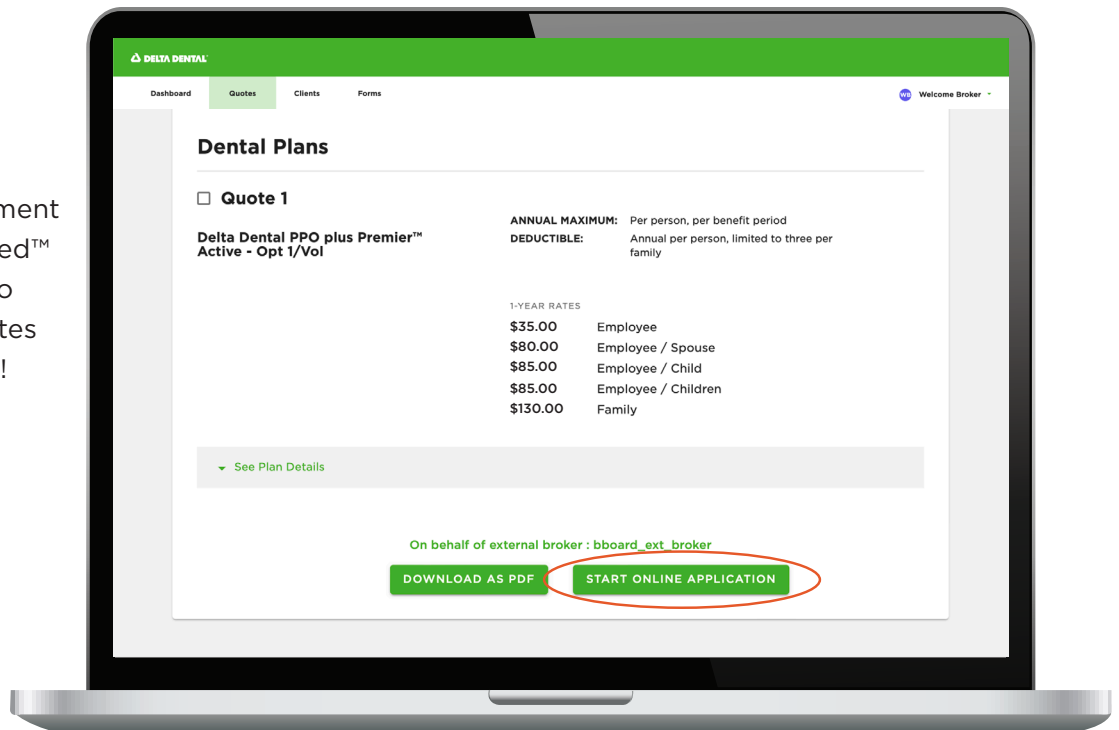 DELTA DENTAL
Dashboard Quotes Clients Forms WB Welcome Broker
Dental Plans
Quote 1
Delta Dental PPO plus Premier™
Active - Opt 1/Vol
ANNUAL MAXIMUM: Per person, per benefit period
DEDUCTIBLE: Annual per person, limited to three per
family
1-YEAR RATES
$35.00 Employee
$80.00 Employee / Spouse
$85.00 Employee / Child
$85.00 Employee / Children
$130.00 Family
See Plan Details
On behalf of external broker : bboard_ext_broker
DOWNLOAD AS PDF START ONLINE APPLICATION
ment
ed™
o
tes
!